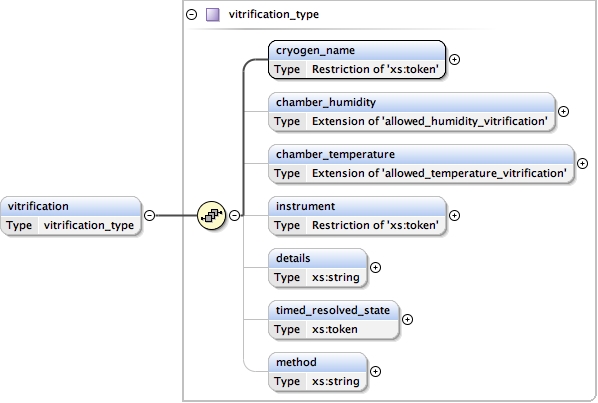 vitrification_type
cryogen_name
Type Restriction of 'xs:token'
chamber_humidity
Type Extension of 'allowed_humidity_vitrification'
chamber_temperature
Type Extension of 'allowed_temperature_vitrification'
vitrification
Type vitrification_type
instrument
Type Restriction of 'xs:token'
details
Type xs:string
timed_resolved_state
Type xs:token
method
Type xs:string